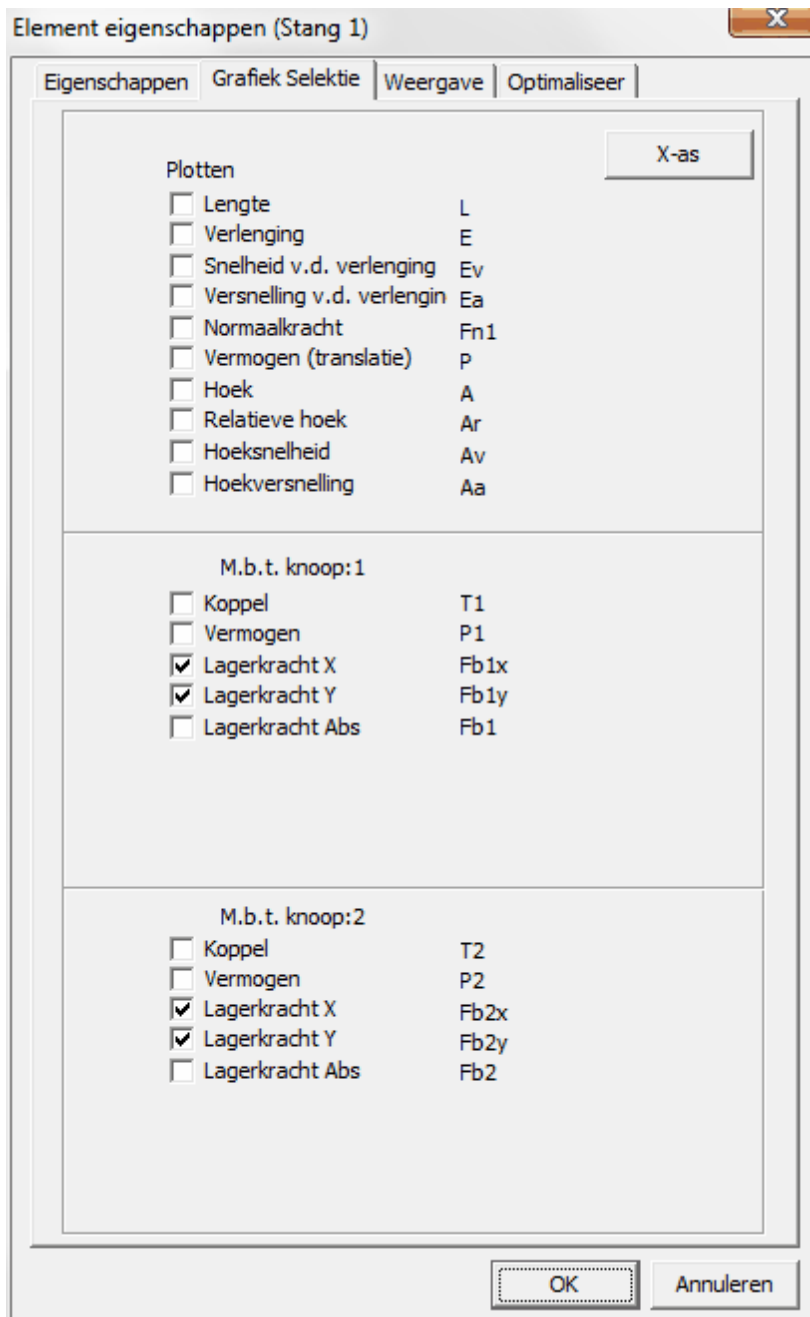 Element eigenschappen (Stang 1)
Eigenschappen Grafiek Selektie Weergave Optimaliseer
X-as
Plotten
Lengte L
Verlenging E
Snelheid v.d. verlenging Ev
Versnelling v.d. verlengin Ea
Normaalkracht Fn1
Vermogen (translatie) P
Hoek A
Relatieve hoek Ar
Hoeksnelheid Av
Hoekversnelling Aa
M.b.t. knoop:1
Koppel T1
Vermogen P1
Lagerkracht X Fb1x
Lagerkracht Y Fb1y
Lagerkracht Abs Fb1
M.b.t. knoop:2
Koppel T2
Vermogen P2
Lagerkracht X Fb2x
Lagerkracht Y Fb2y
Lagerkracht Abs Fb2
OK Annuleren